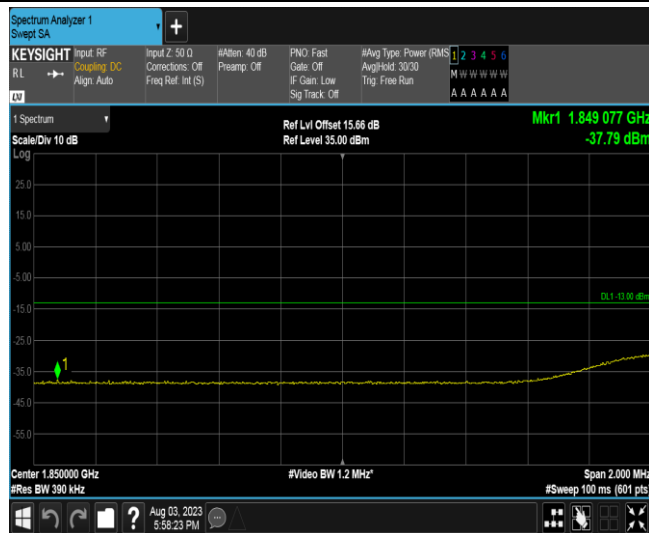 Spectrum Analyzer 1
Swept SA
KEYSIGHT
RL
LXI
Input: RF
Coupling: DC
Align: Auto
Input Z: 50 Ω
Corrections: Off
Freq Ref: Int (S)
#Atten: 40 dB
Preamp: Off
PNO: Fast
Gate: Off
IF Gain: Low
Sig Track: Off
#Avg Type: Power (RMS
Avg|Hold: 30/30
Trig: Free Run
1 2 3 4 5 6
M W W W W W
A A A A A A
1 Spectrum
Scale/Div 10 dB
Log
Ref Lvl Offset 15.66 dB
Ref Level 35.00 dBm
Mkr1 1.849 077 GHz
-37.79 dBm
25.0
15.0
5.00
-5.00
DL1 -13.00 dBm
-15.0
-25.0
1
-35.0
-45.0
-55.0
Center 1.850000 GHz
#Video BW 1.2 MHz*
Span 2.000 MHz
#Res BW 390 kHz
#Sweep 100 ms (601 pts)
?
Aug 03, 2023
5:58:23 PM